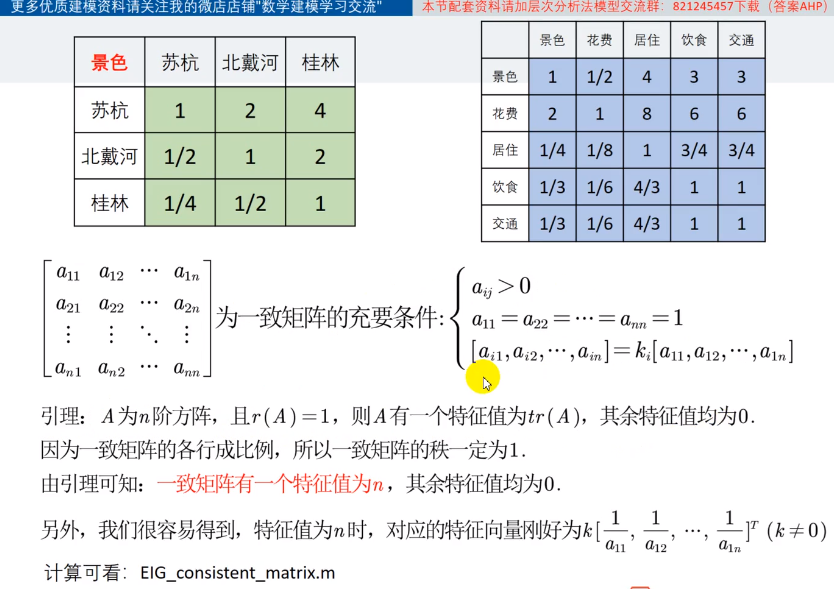 更多优质建模资料请关注我的微店店铺"数学建模学习交流"
本节配套资料请加层次分析法模型交流群：821245457下载（答案AHP）
景色 苏杭 北戴河 桂林
苏杭 1 2 4
北戴河 1/2 1 2
桂林 1/4 1/2 1
景色 花费 居住 饮食 交通
景色 1 1/2 4 3 3
花费 2 1 8 6 6
居住 1/4 1/8 1 3/4 3/4
饮食 1/3 1/6 4/3 1 1
交通 1/3 1/6 4/3 1 1
a11 a12 ⋯ a1n
a21 a22 ⋯ a2n
⋮ ⋮ ⋱ ⋮
an1 an2 ⋯ ann
为一致矩阵的充要条件:
aij>0
a11=a22=⋯=ann=1
[ai1,ai2,⋯,ain]=ki[a11,a12,⋯,a1n]
引理：A为n阶方阵，且r(A)=1，则A有一个特征值为tr(A)，其余特征值均为0.
因为一致矩阵的各行成比例，所以一致矩阵的秩一定为1.
由引理可知：一致矩阵有一个特征值为n，其余特征值均为0.
另外，我们很容易得到，特征值为n时，对应的特征向量刚好为k[1/a11, 1/a12, ⋯, 1/a1n]T (k≠0)
计算可看：EIG_consistent_matrix.m